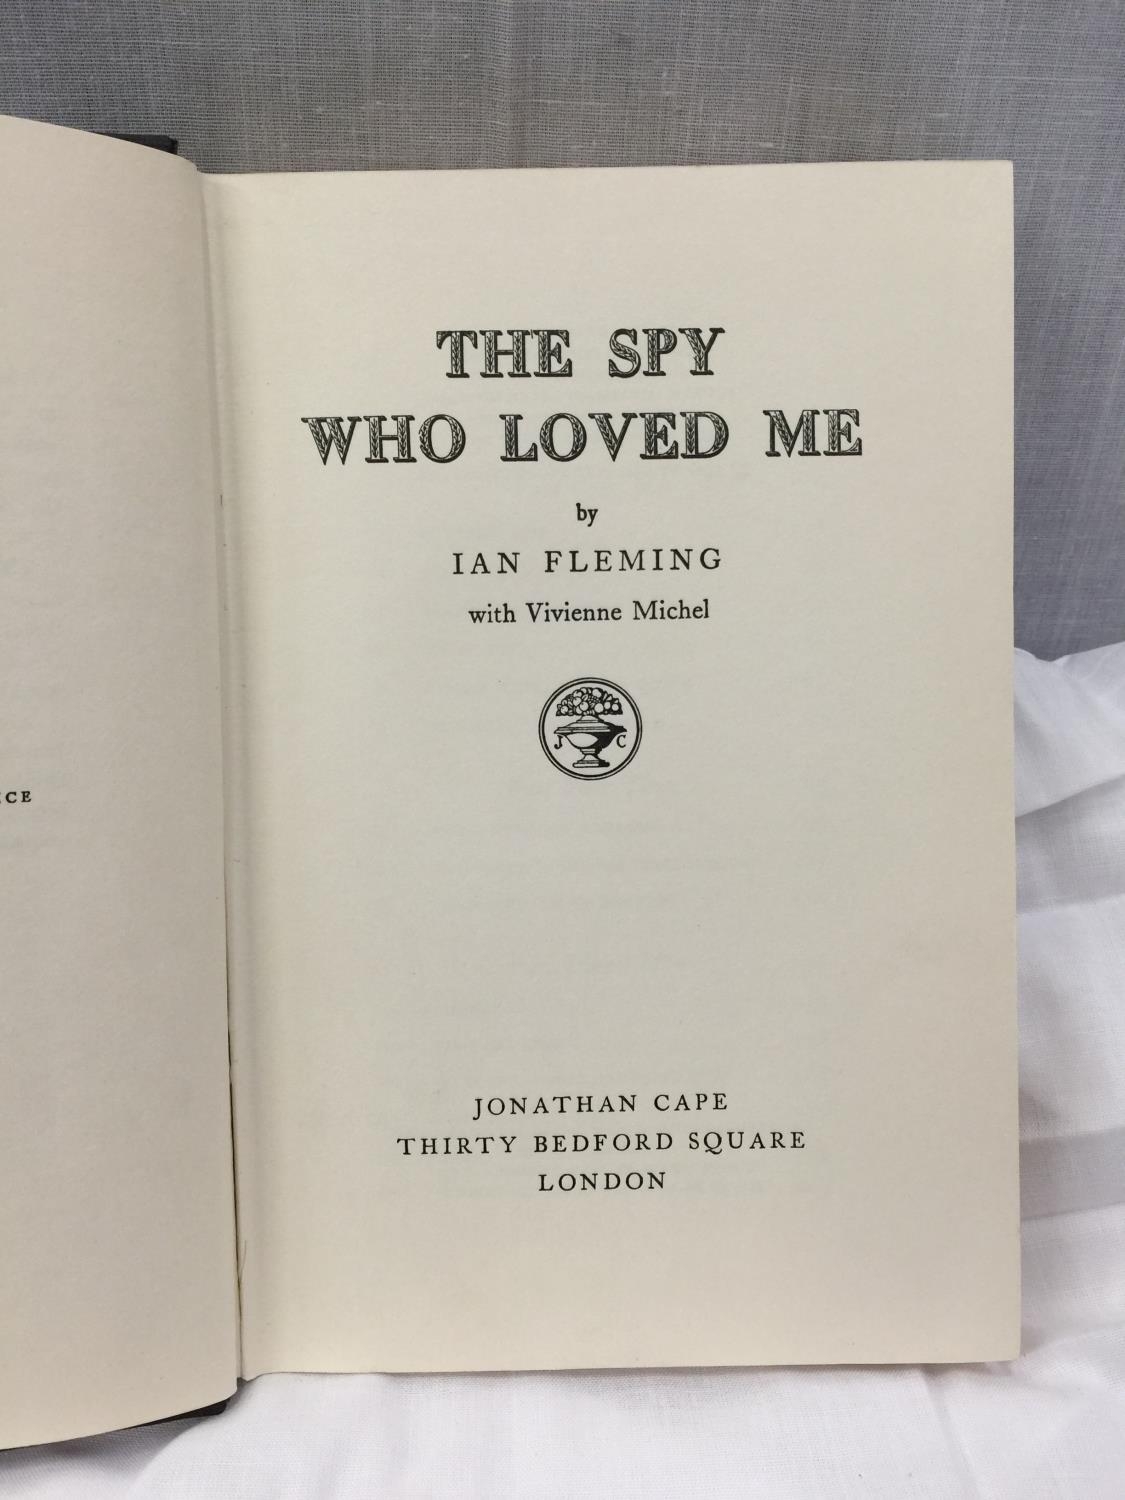 THE SPY
WHO LOVED ME
by
IAN FLEMING
with Vivienne Michel
J C
JONATHAN CAPE
THIRTY BEDFORD SQUARE
LONDON